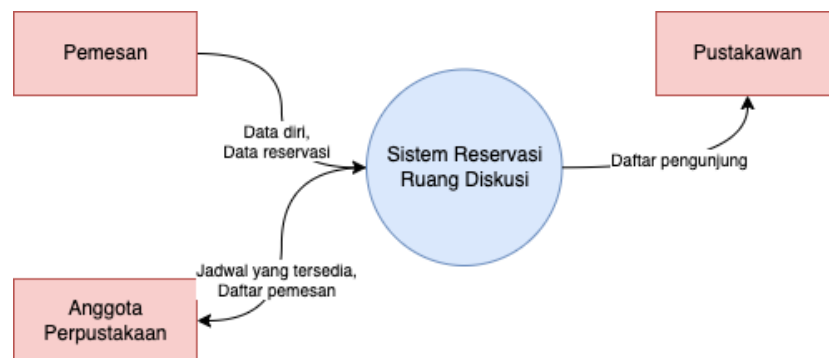 Pemesan
Pustakawan
Data diri,
Data reservasi
Sistem Reservasi
Ruang Diskusi
Daftar pengunjung
Jadwal yang tersedia,
Daftar pemesan
Anggota
Perpustakaan